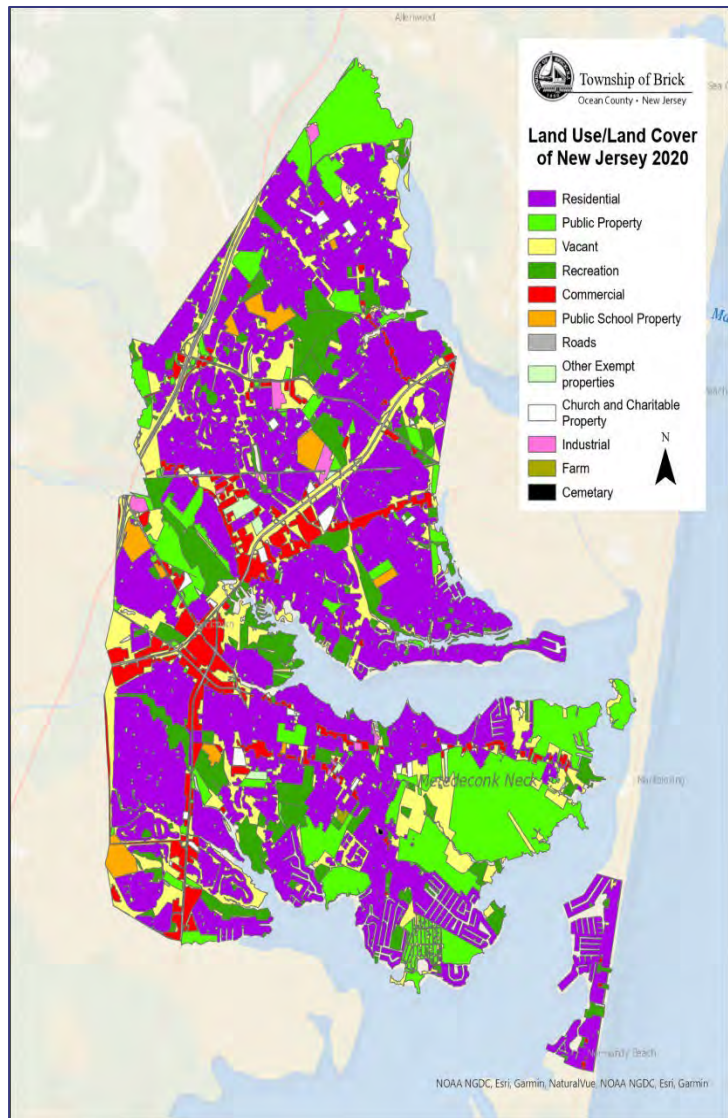 Allenwood
Township of Brick
Ocean County • New Jersey
Land Use/Land Cover
of New Jersey 2020
Residential
Public Property
Vacant
Recreation
Commercial
Public School Property
Roads
Other Exempt
properties
Church and Charitable
Property
Industrial
Farm
Cemetary
N
Metedeconk Neck
Normandy Beach
NOAA NGDC, Esri, Garmin, NaturalVue, NOAA NGDC, Esri, Garmin